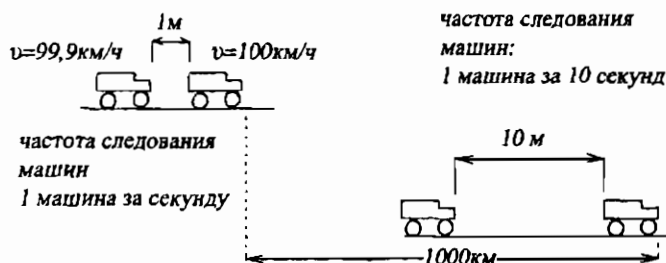 1м
υ=99,9км/ч
υ=100км/ч
частота следования
машин:
1 машина за 10 секунд
частота следования
машин
1 машина за секунду
10 м
1000км